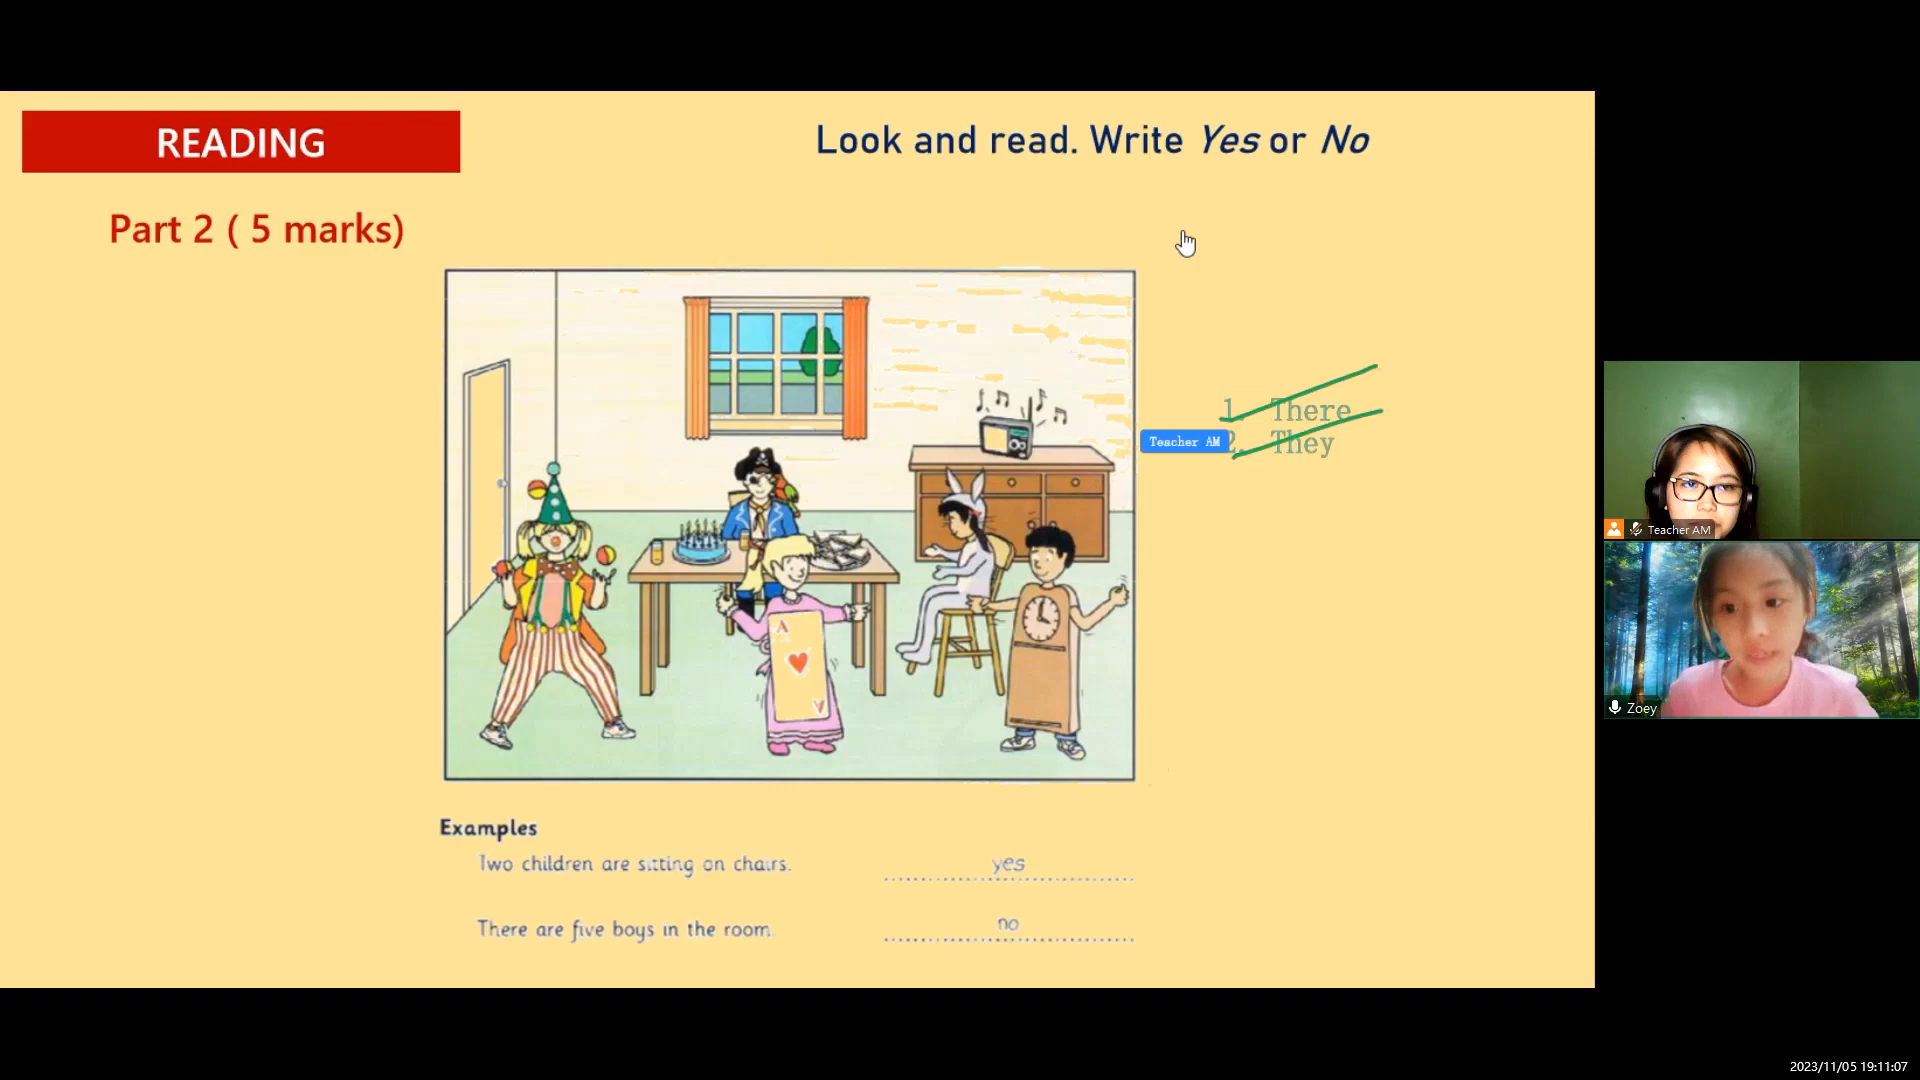 READING
Look and read. Write Yes or No
Part 2 ( 5 marks)
1. There
Teacher AM
2. They
A
A
Teacher AM
Zoey
Examples
Two children are sitting on chairs. yes
There are five boys in the room. no
2023/11/05 19:11:07